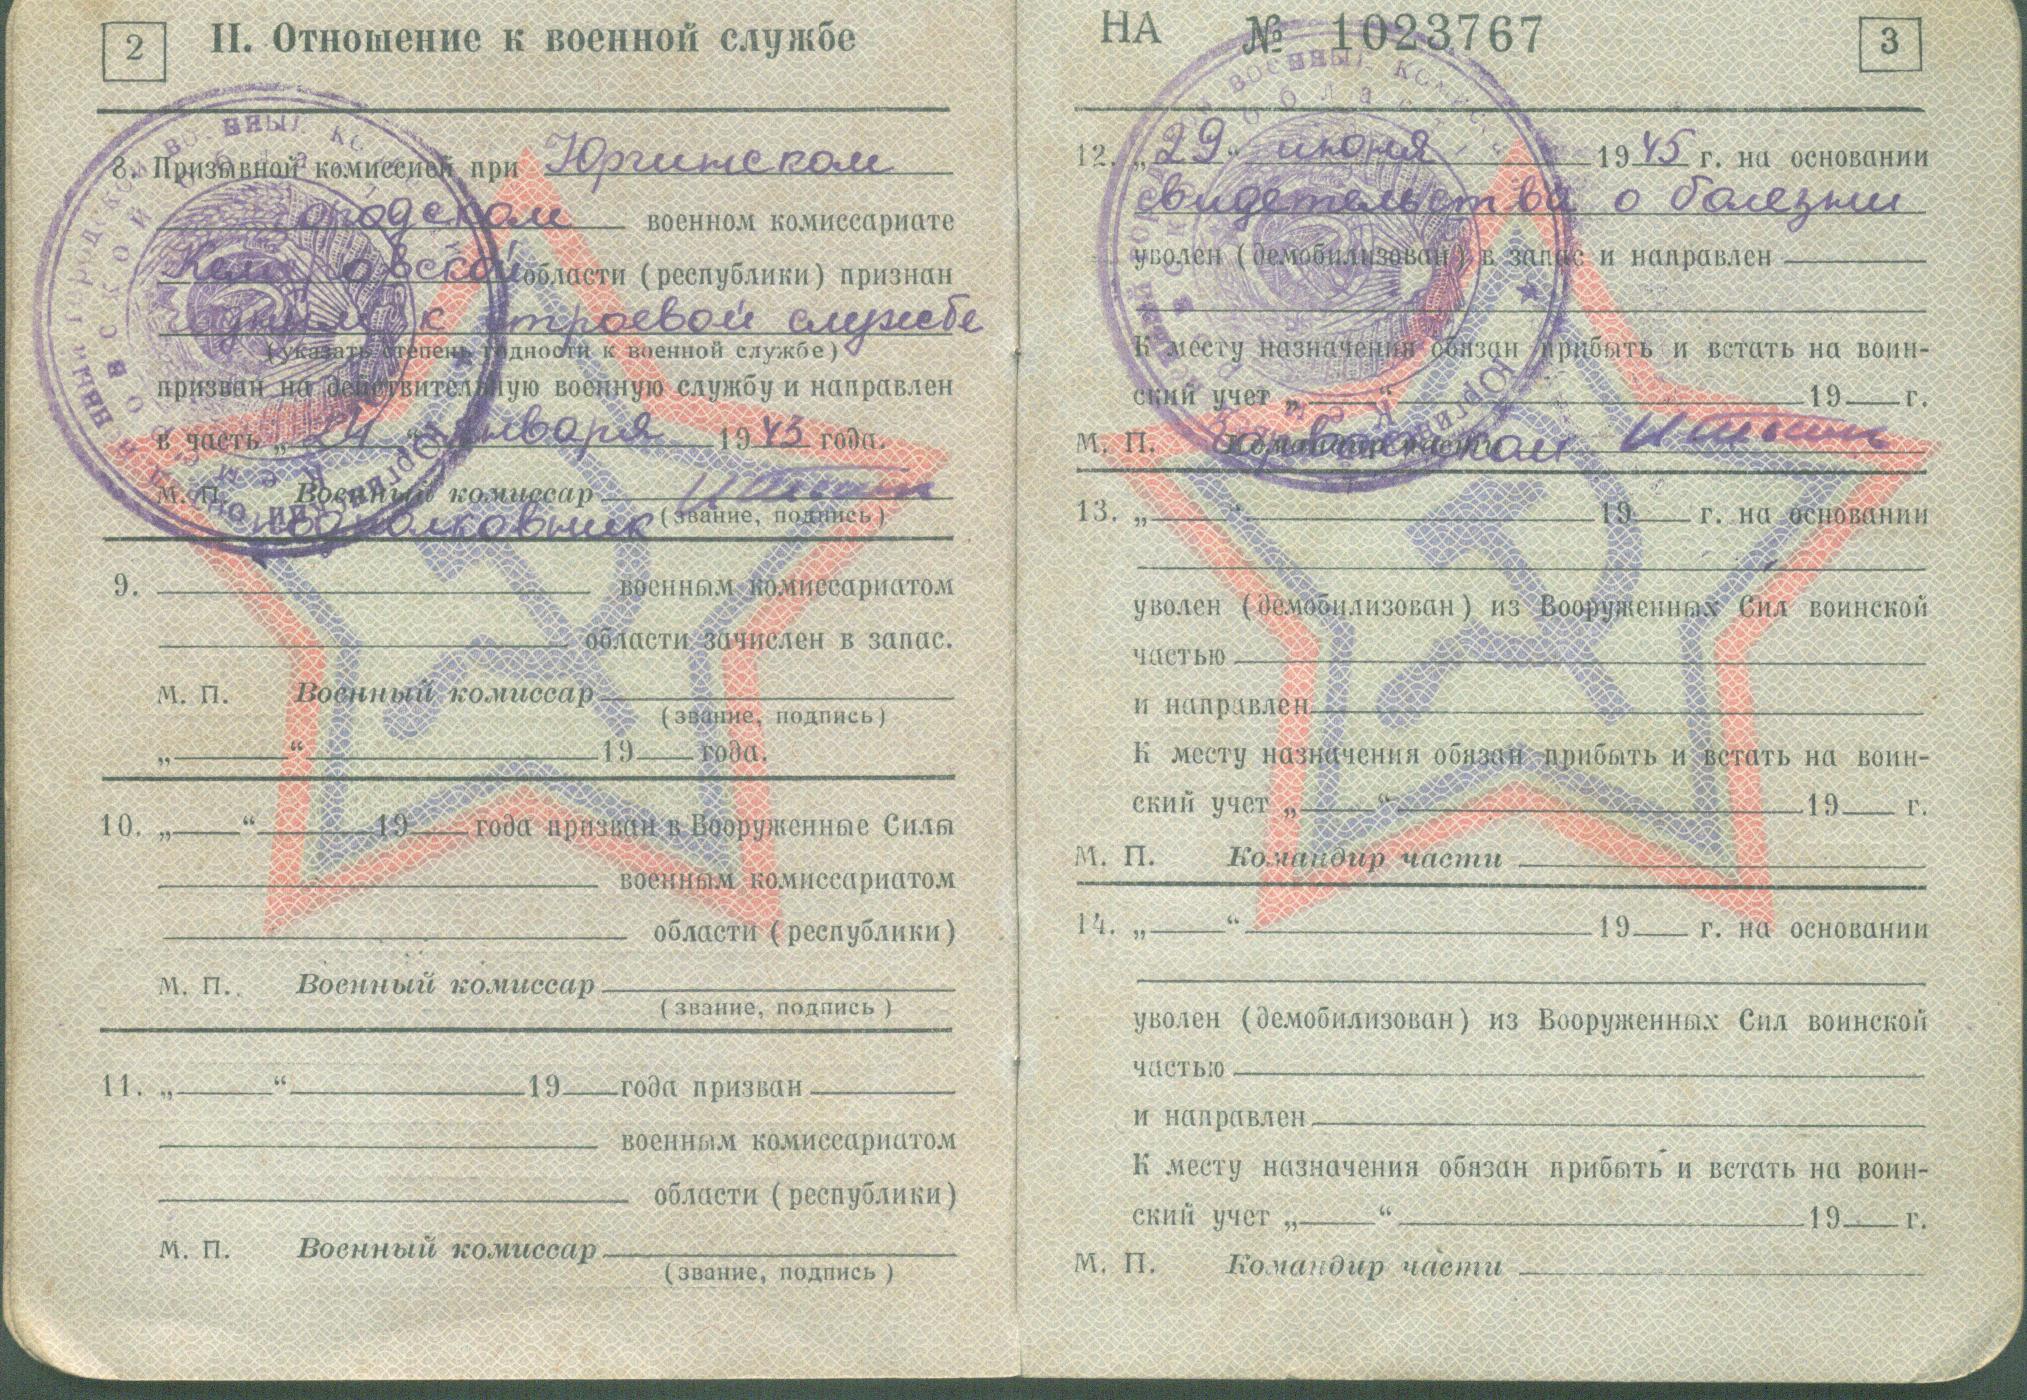 2
II. Отношение к военной службе
8. Призывной комиссией при Юргинском
городском военном комиссариате
Кемеровской области (республики) признан
годным к строевой службе
(указать степень годности к военной службе)
призван на действительную военную службу и направлен
в часть „24“ января 1943 года.
М. П. Военный комиссар
подполковник (звание, подпись)
9. военным комиссариатом
области зачислен в запас.
М. П. Военный комиссар
(звание, подпись)
„ “ 19 года.
10. „ “ 19 года призван в Вооруженные Силы
военным комиссариатом
области (республики)
М. П. Военный комиссар
(звание, подпись)
11. „ “ 19 года призван
военным комиссариатом
области (республики)
М. П. Военный комиссар
(звание, подпись)
НА № 1023767
3
12. „29“ июня 1945 г. на основании
свидетельства о болезни
уволен (демобилизован) в запас и направлен
К месту назначения обязан прибыть и встать на воин-
ский учет „ “ 19 г.
М. П. Командир части
13. „ “ 19 г. на основании
уволен (демобилизован) из Вооруженных Сил воинской
частью
и направлен
К месту назначения обязан прибыть и встать на воин-
ский учет „ “ 19 г.
М. П. Командир части
14. „ “ 19 г. на основании
уволен (демобилизован) из Вооруженных Сил воинской
частью
и направлен
К месту назначения обязан прибыть и встать на воин-
ский учет „ “ 19 г.
М. П. Командир части